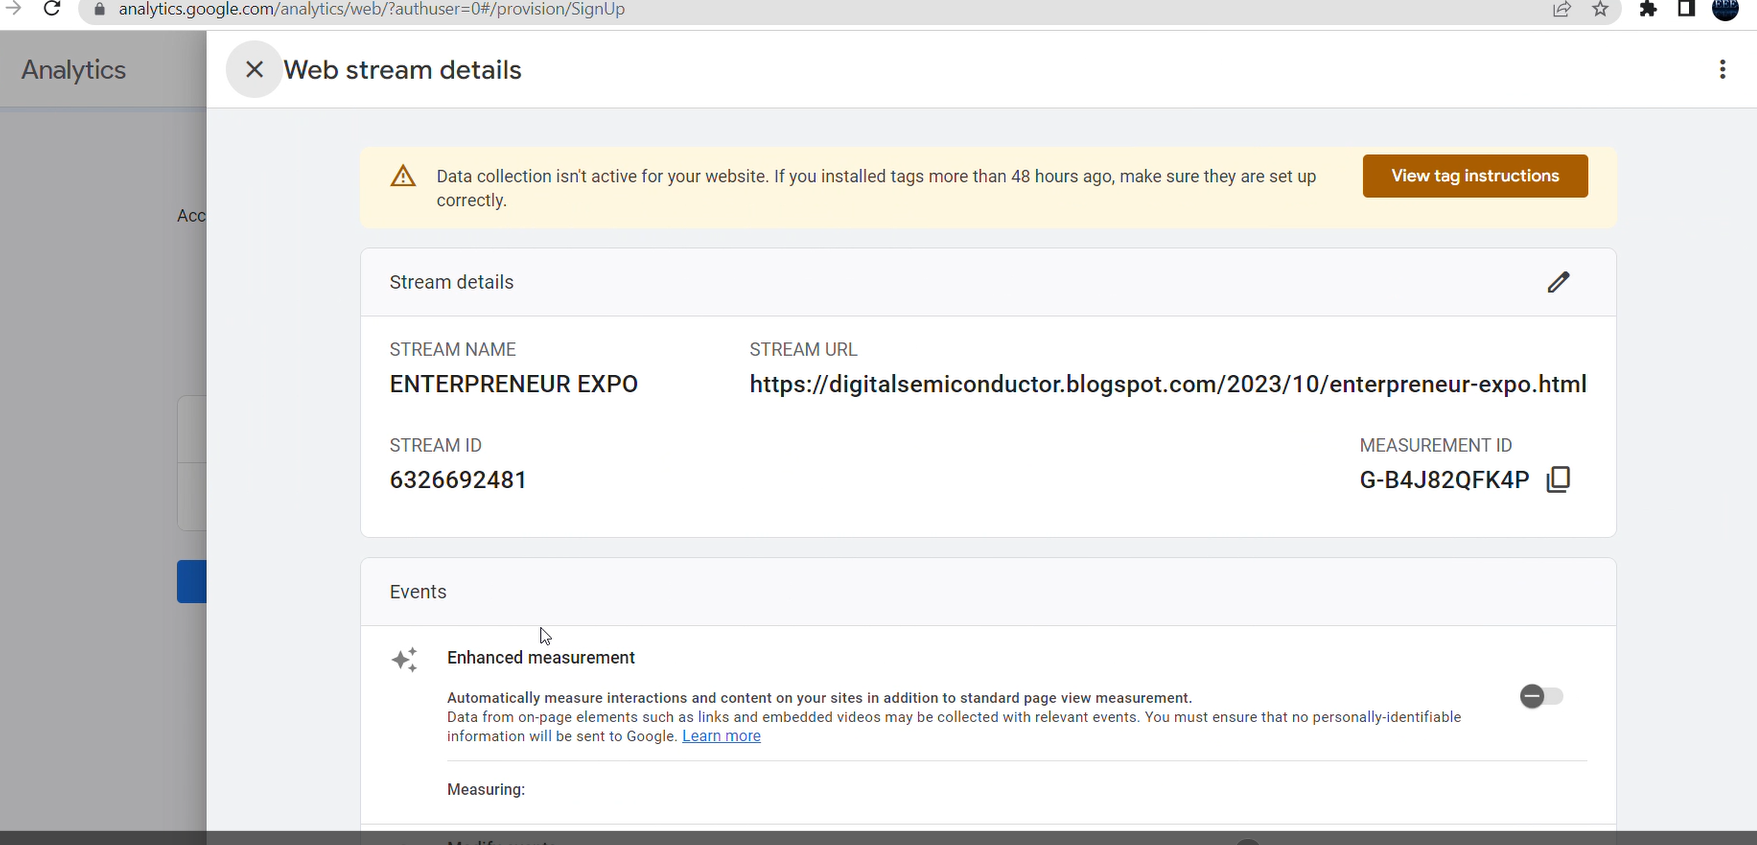 analytics.google.com/analytics/web/?authuser=0#/provision/SignUp
Analytics
Web stream details
Data collection isn't active for your website. If you installed tags more than 48 hours ago, make sure they are set up
correctly.
View tag instructions
Acc
Stream details
STREAM NAME
STREAM URL
ENTERPRENEUR EXPO
https://digitalsemiconductor.blogspot.com/2023/10/enterpreneur-expo.html
STREAM ID
MEASUREMENT ID
6326692481
G-B4J82QFK4P
Events
Enhanced measurement
Automatically measure interactions and content on your sites in addition to standard page view measurement.
Data from on-page elements such as links and embedded videos may be collected with relevant events. You must ensure that no personally-identifiable
information will be sent to Google. Learn more
Measuring: